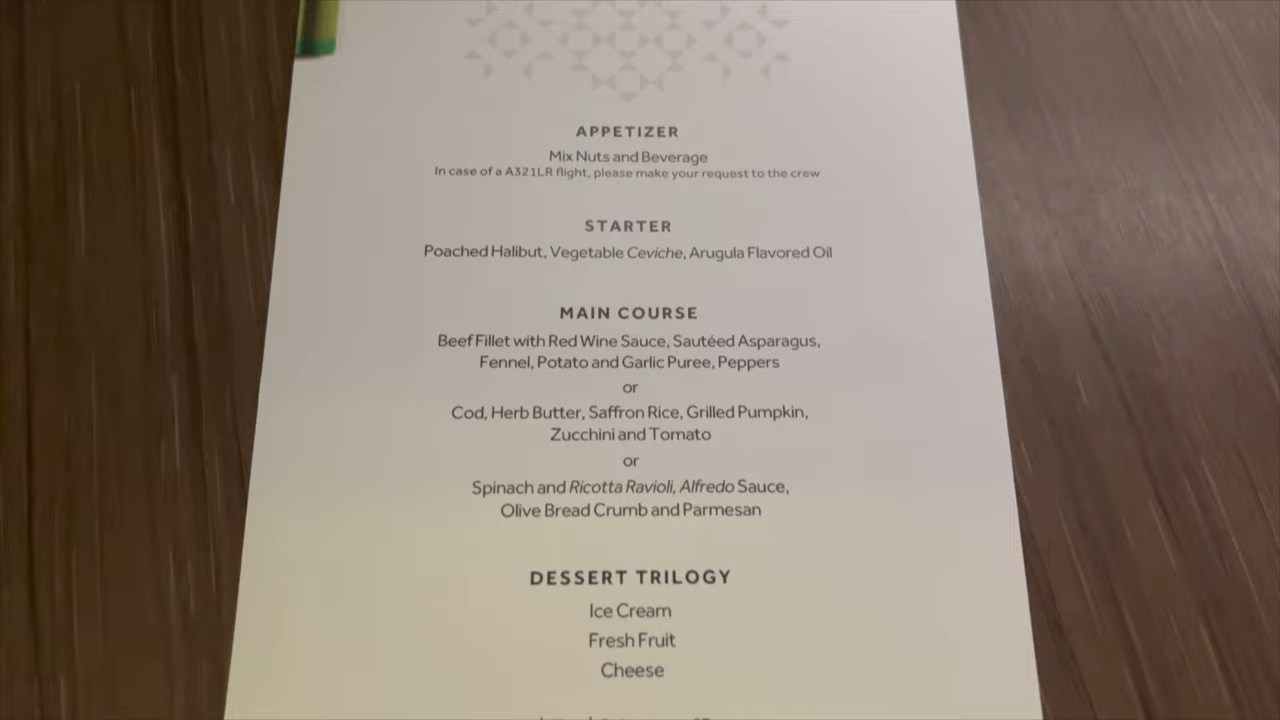 APPETIZER
Mix Nuts and Beverage
In case of a A321LR flight, please make your request to the crew
STARTER
Poached Halibut, Vegetable Ceviche, Arugula Flavored Oil
MAIN COURSE
Beef Fillet with Red Wine Sauce, Sautéed Asparagus,
Fennel, Potato and Garlic Puree, Peppers
or
Cod, Herb Butter, Saffron Rice, Grilled Pumpkin,
Zucchini and Tomato
or
Spinach and Ricotta Ravioli, Alfredo Sauce,
Olive Bread Crumb and Parmesan
DESSERT TRILOGY
Ice Cream
Fresh Fruit
Cheese